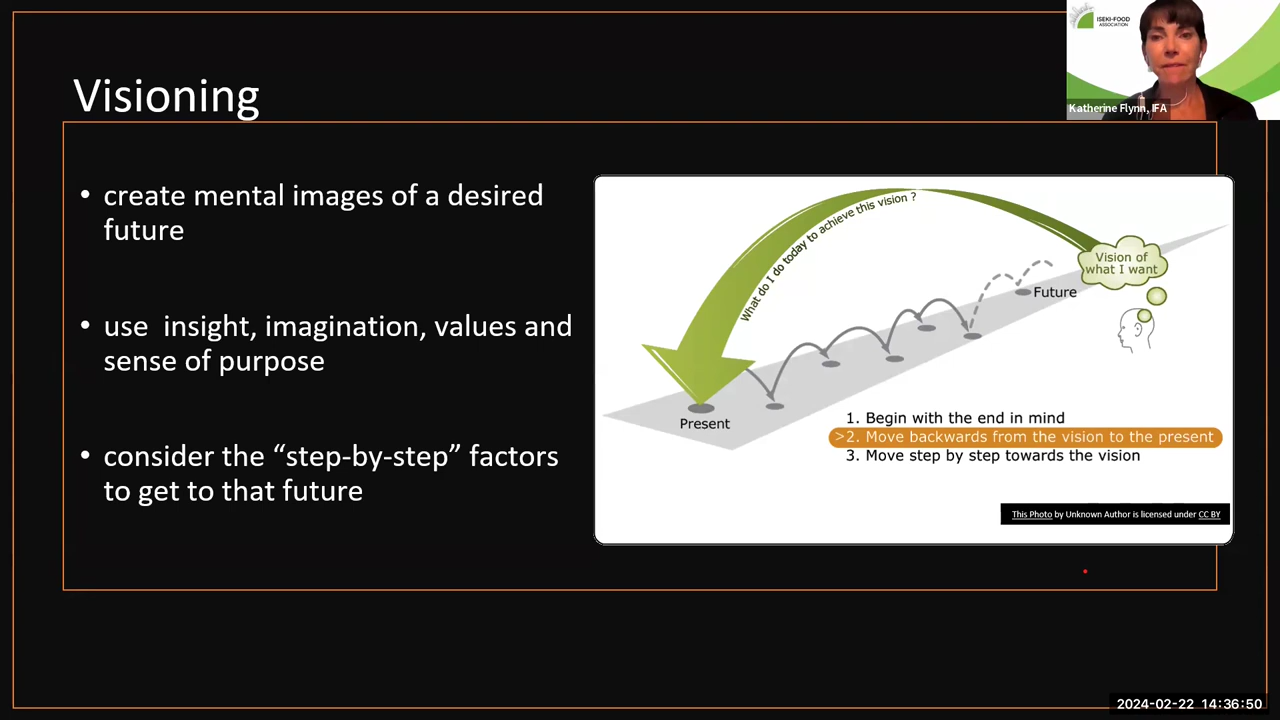 ISEKI-FOOD
ASSOCIATION
Katherine Flynn, IFA
Visioning
• create mental images of a desired
future
• use  insight, imagination, values and
sense of purpose
• consider the “step-by-step” factors
to get to that future
What do I do today to achieve this vision ?
Vision of
what I want
Future
Present
1. Begin with the end in mind
>2. Move backwards from the vision to the present
3. Move step by step towards the vision
This Photo by Unknown Author is licensed under CC BY
2024-02-22 14:36:50